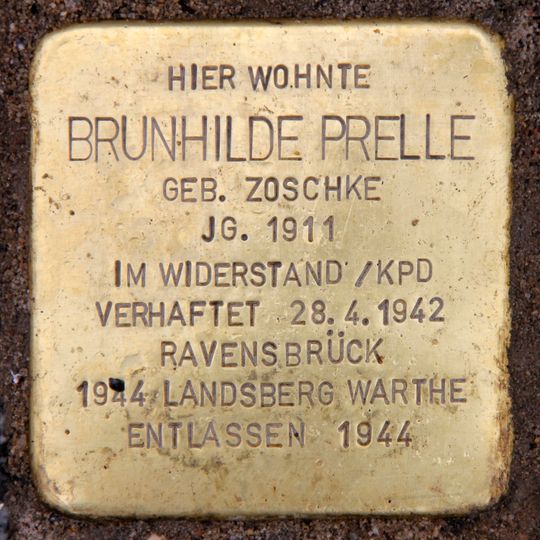 HIER WOHNTE
BRUNHILDE PRELLE
GEB. ZOSCHKE
JG. 1911
IM WIDERSTAND / KPD
VERHAFTET 28.4.1942
RAVENSBRÜCK
1944 LANDSBERG WARTHE
ENTLASSEN 1944